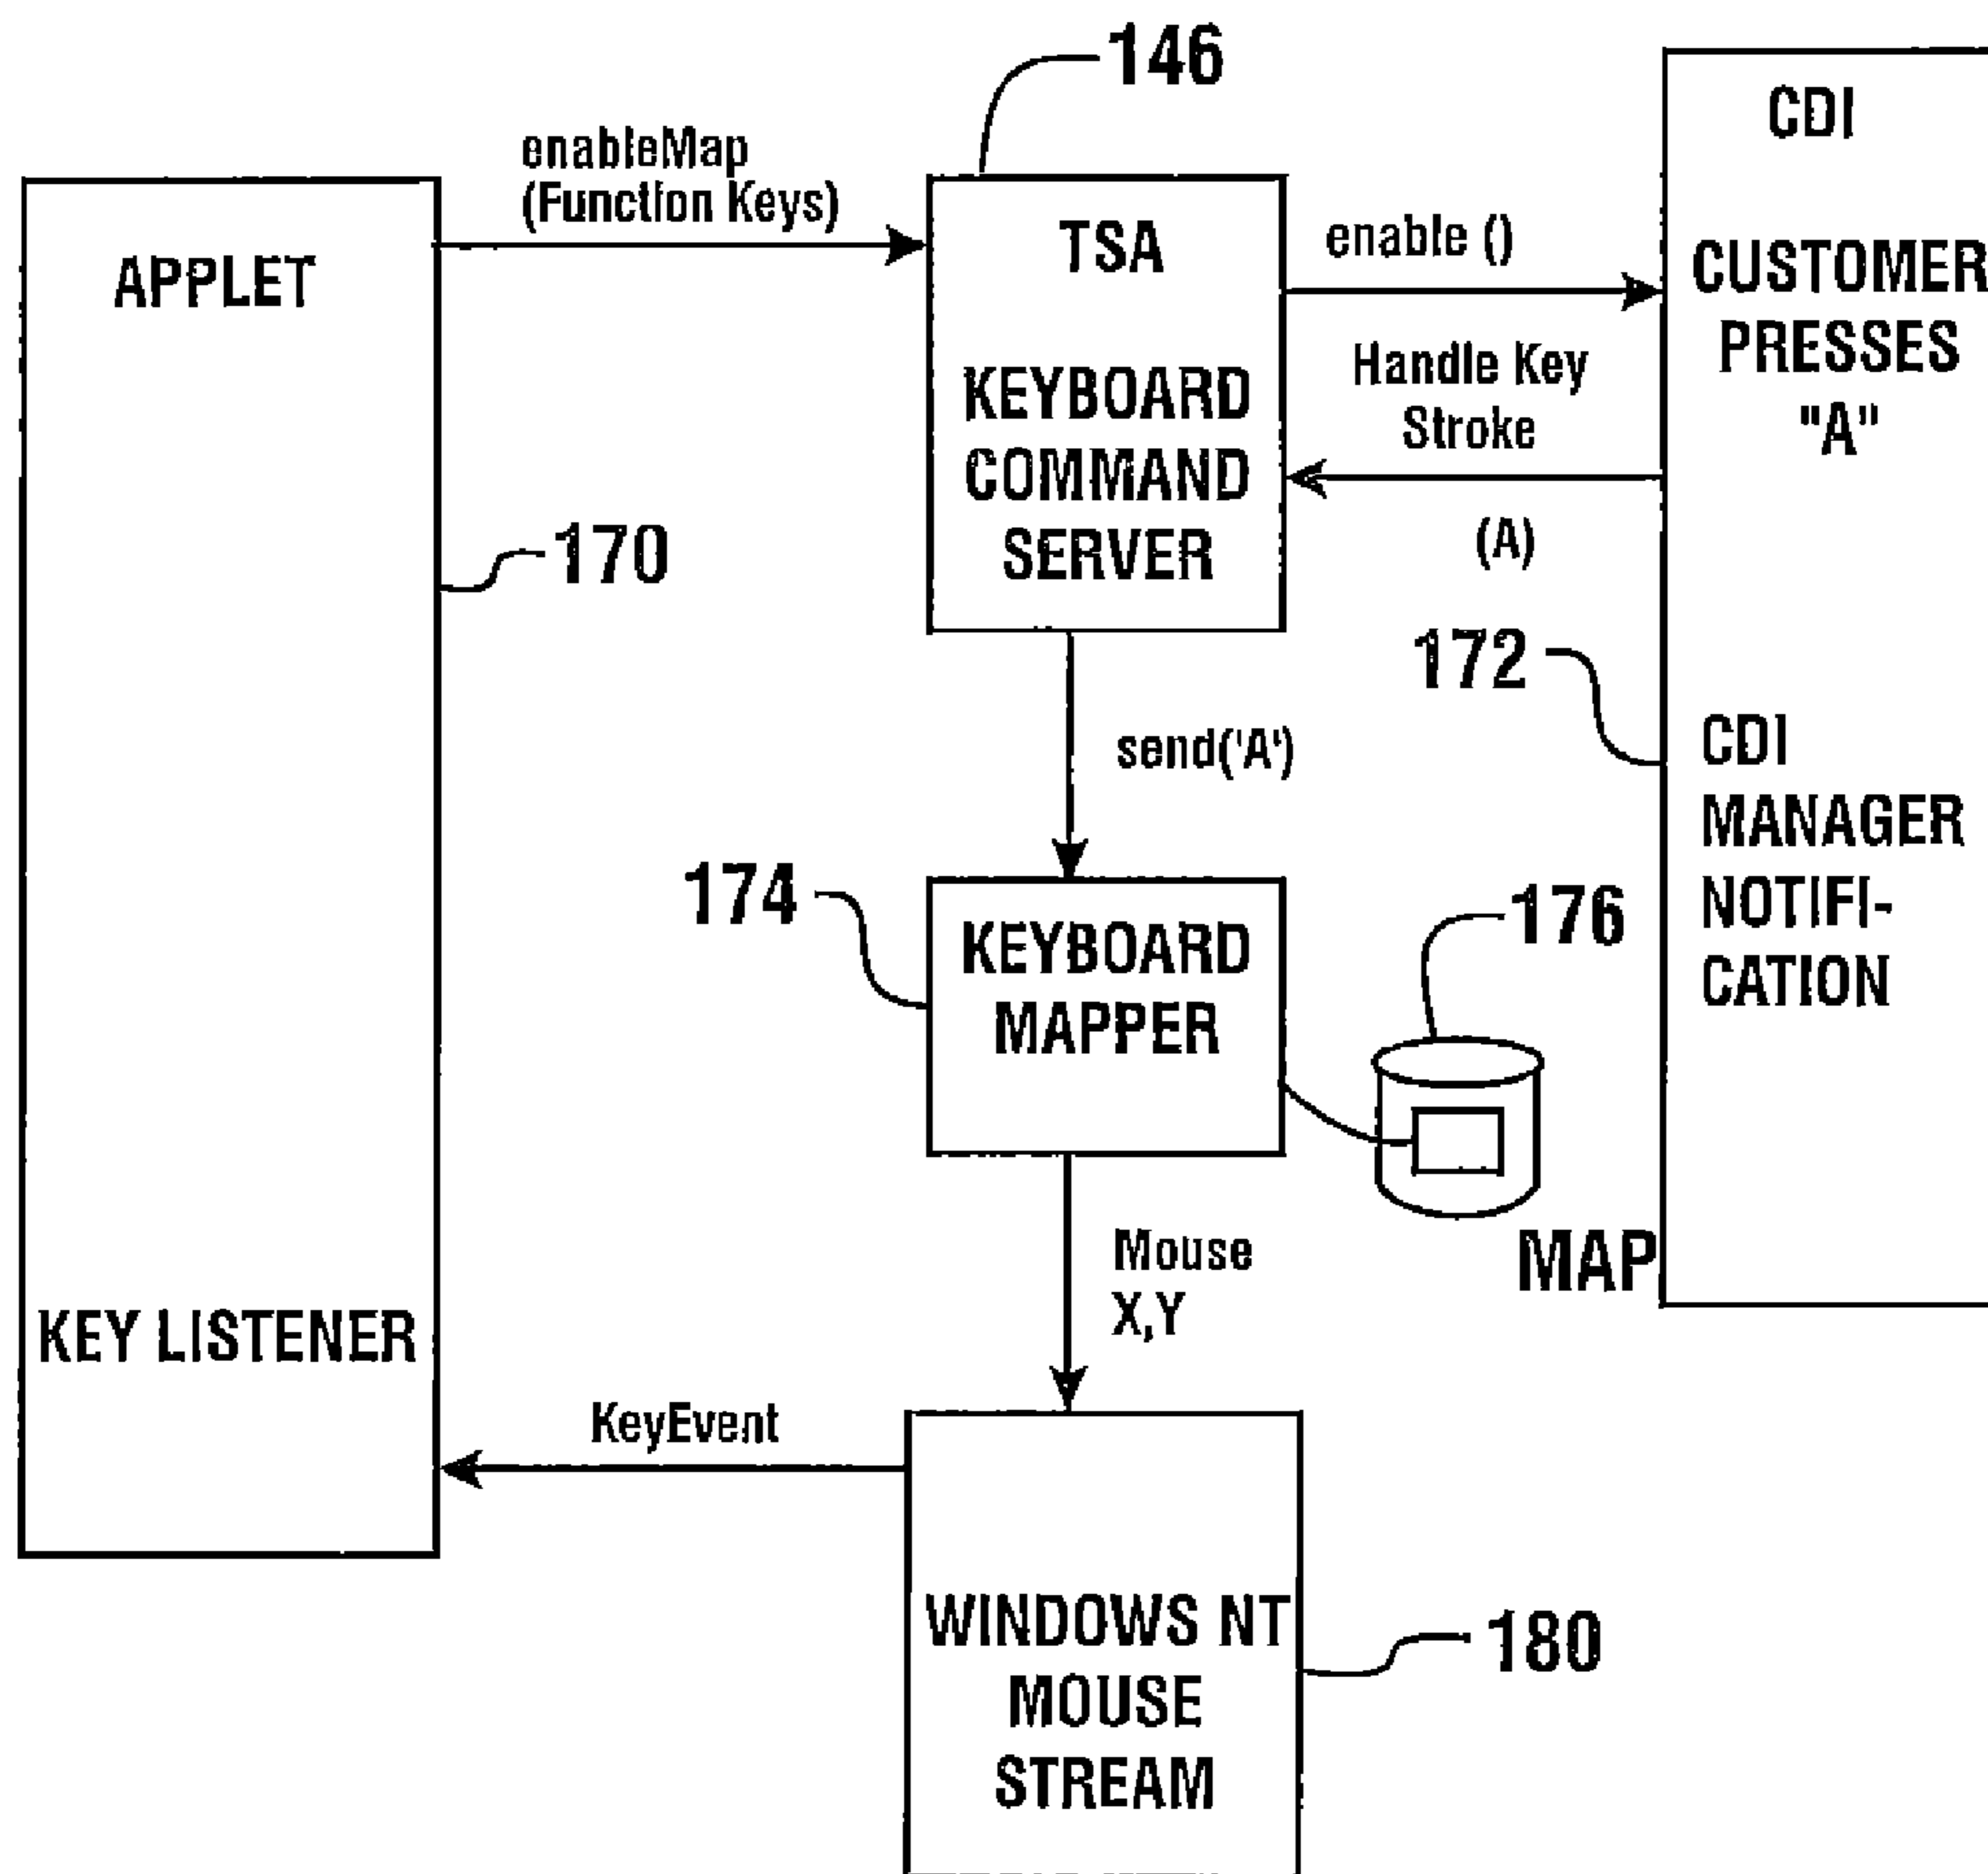 146
CDI
enableMap
(Function Keys)
APPLET
TSA
enable ()
CUSTOMER
PRESSES
"A"
KEYBOARD
COMMAND
SERVER
Handle Key
Stroke
(A)
170
172
send('A')
CDI
MANAGER
NOTIFI-
CATION
174
KEYBOARD
MAPPER
176
Mouse
X,Y
MAP
KEY LISTENER
KeyEvent
WINDOWS NT
MOUSE
STREAM
180